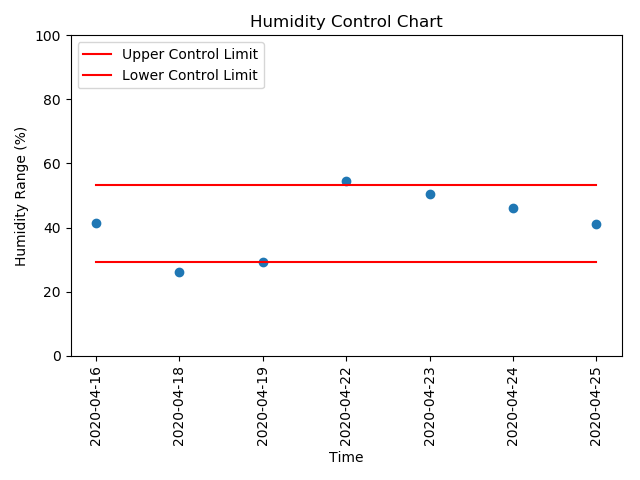 Humidity Control Chart
Upper Control Limit
Lower Control Limit
Humidity Range (%)
100
80
60
40
20
0
2020-04-16
2020-04-18
2020-04-19
2020-04-22
2020-04-23
2020-04-24
2020-04-25
Time